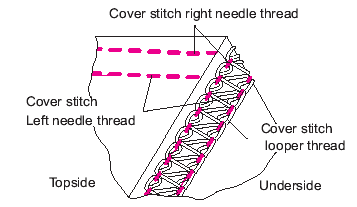 Cover stitch right needle thread
Cover stitch
Left needle thread
Cover stitch
looper thread
Topside
Underside